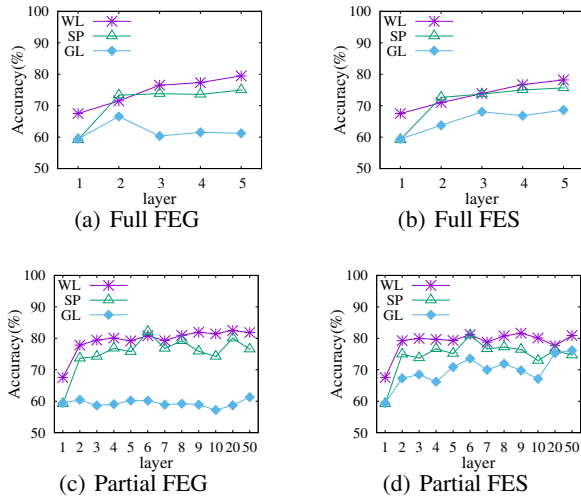 100
90
80
70
60
50
Accuracy(%)
WL
SP
GL
1 2 3 4 5
layer
(a) Full FEG
100
90
80
70
60
50
Accuracy(%)
WL
SP
GL
1 2 3 4 5
layer
(b) Full FES
100
90
80
70
60
50
Accuracy(%)
WL
SP
GL
1 2 3 4 5 6 7 8 9 10 20 50
layer
(c) Partial FEG
100
90
80
70
60
50
Accuracy(%)
WL
SP
GL
1 2 3 4 5 6 7 8 9 10 20 50
layer
(d) Partial FES